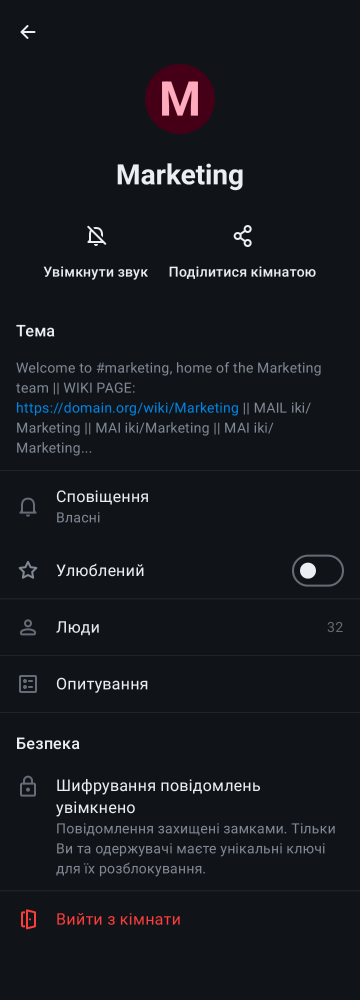 M
Marketing
Увімкнути звук
Поділитися кімнатою
Тема
Welcome to #marketing, home of the Marketing
team || WIKI PAGE:
https://domain.org/wiki/Marketing || MAIL iki/
Marketing || MAI iki/Marketing || MAI iki/
Marketing...
Сповіщення
Власні
Улюблений
Люди
32
Опитування
Безпека
Шифрування повідомлень
увімкнено
Повідомлення захищені замками. Тільки
Ви та одержувачі маєте унікальні ключі
для їх розблокування.
Вийти з кімнати